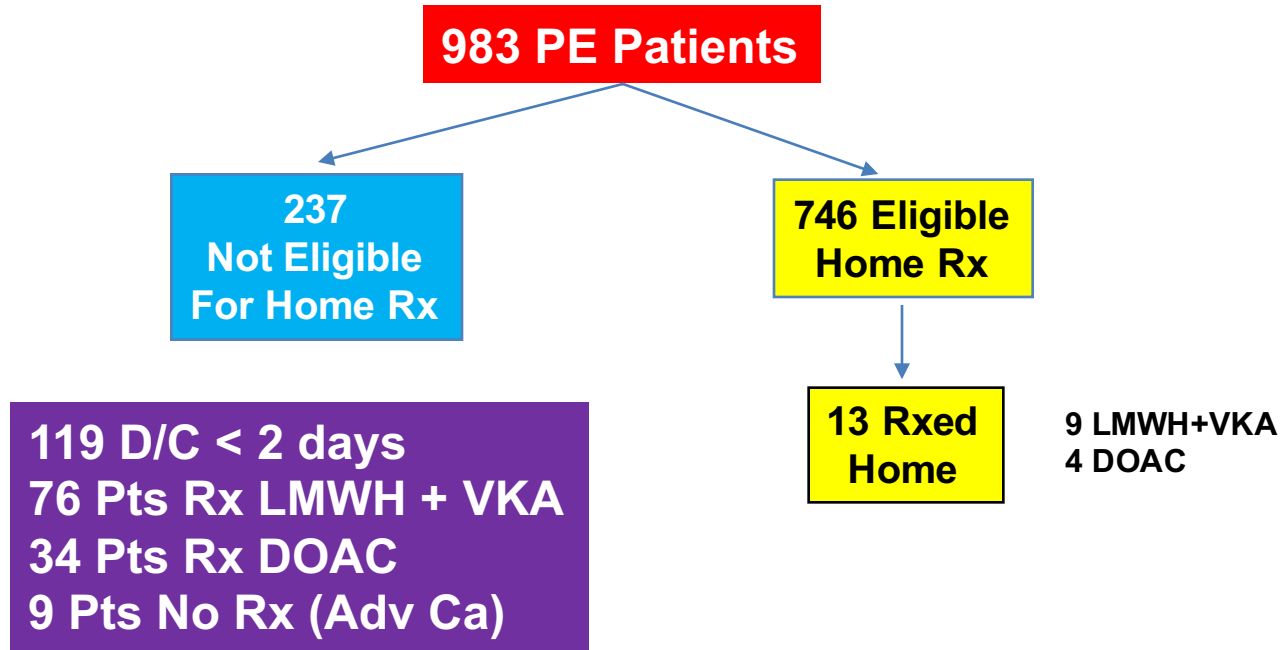 983 PE Patients
237
Not Eligible
For Home Rx
746 Eligible
Home Rx
13 Rxed
Home
9 LMWH+VKA
4 DOAC
119 D/C < 2 days
76 Pts Rx LMWH + VKA
34 Pts Rx DOAC
9 Pts No Rx (Adv Ca)